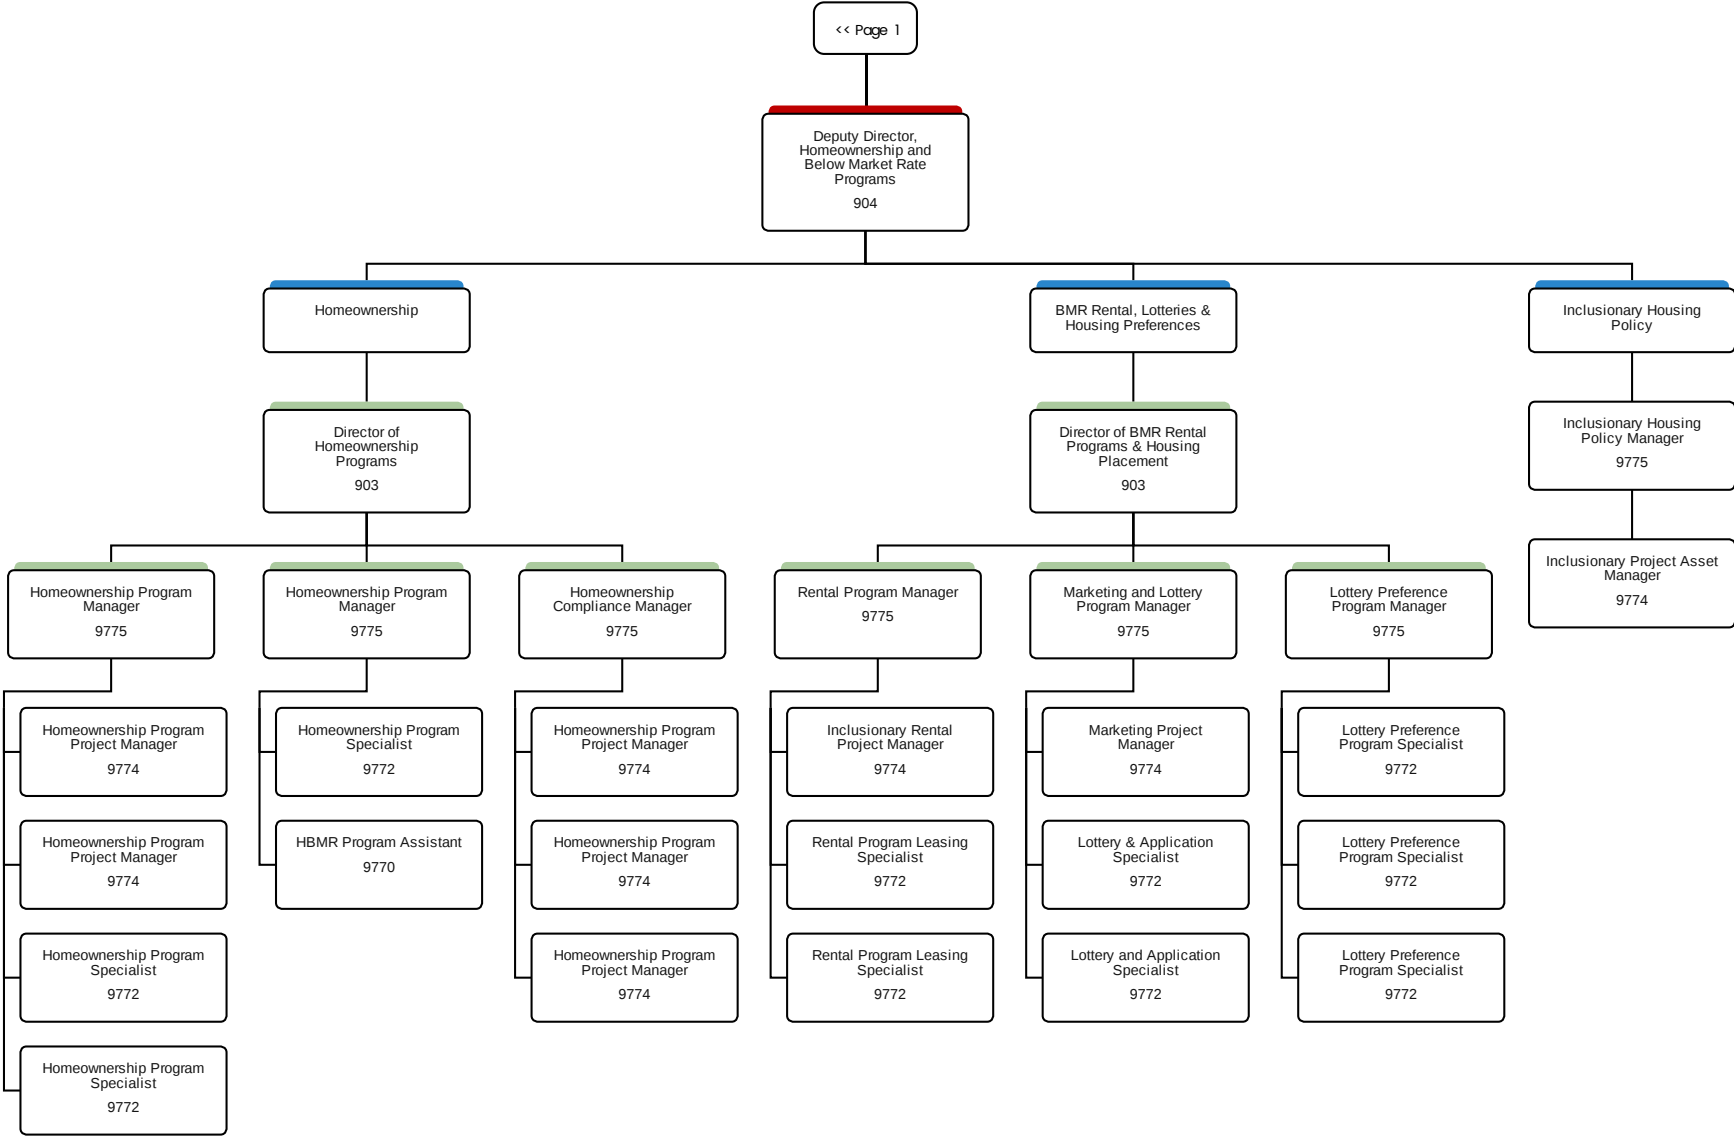 << Page 1
Deputy Director,
Homeownership and
Below Market Rate
Programs
904
Homeownership
BMR Rental, Lotteries &
Housing Preferences
Inclusionary Housing
Policy
Director of
Homeownership
Programs
903
Director of BMR Rental
Programs & Housing
Placement
903
Inclusionary Housing
Policy Manager
9775
Inclusionary Project Asset
Manager
9774
Homeownership Program
Manager
9775
Homeownership Program
Manager
9775
Homeownership
Compliance Manager
9775
Rental Program Manager
9775
Marketing and Lottery
Program Manager
9775
Lottery Preference
Program Manager
9775
Homeownership Program
Project Manager
9774
Homeownership Program
Specialist
9772
Homeownership Program
Project Manager
9774
Inclusionary Rental
Project Manager
9774
Marketing Project
Manager
9774
Lottery Preference
Program Specialist
9772
Homeownership Program
Project Manager
9774
HBMR Program Assistant
9770
Homeownership Program
Project Manager
9774
Rental Program Leasing
Specialist
9772
Lottery & Application
Specialist
9772
Lottery Preference
Program Specialist
9772
Homeownership Program
Specialist
9772
Homeownership Program
Project Manager
9774
Rental Program Leasing
Specialist
9772
Lottery and Application
Specialist
9772
Lottery Preference
Program Specialist
9772
Homeownership Program
Specialist
9772